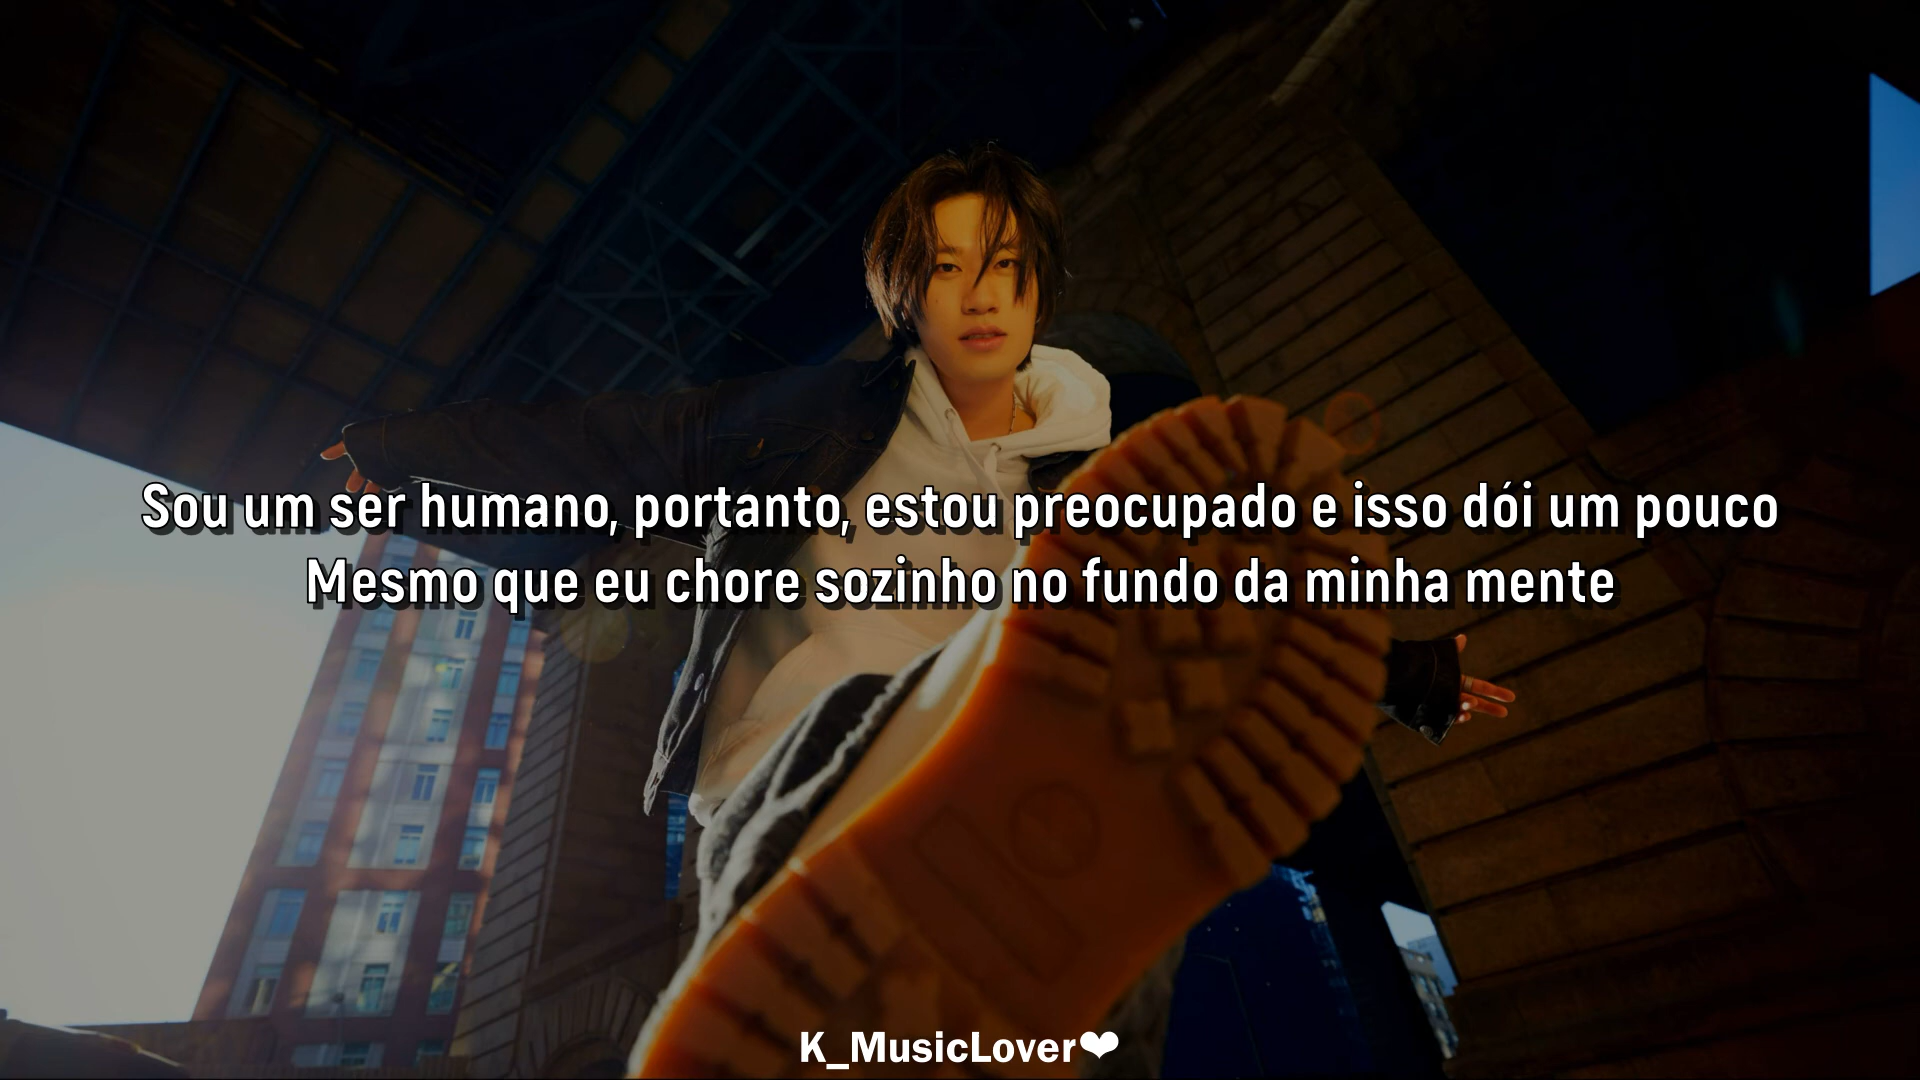 Sou um ser humano, portanto, estou preocupado e isso dói um pouco
Mesmo que eu chore sozinho no fundo da minha mente
K_MusicLover❤